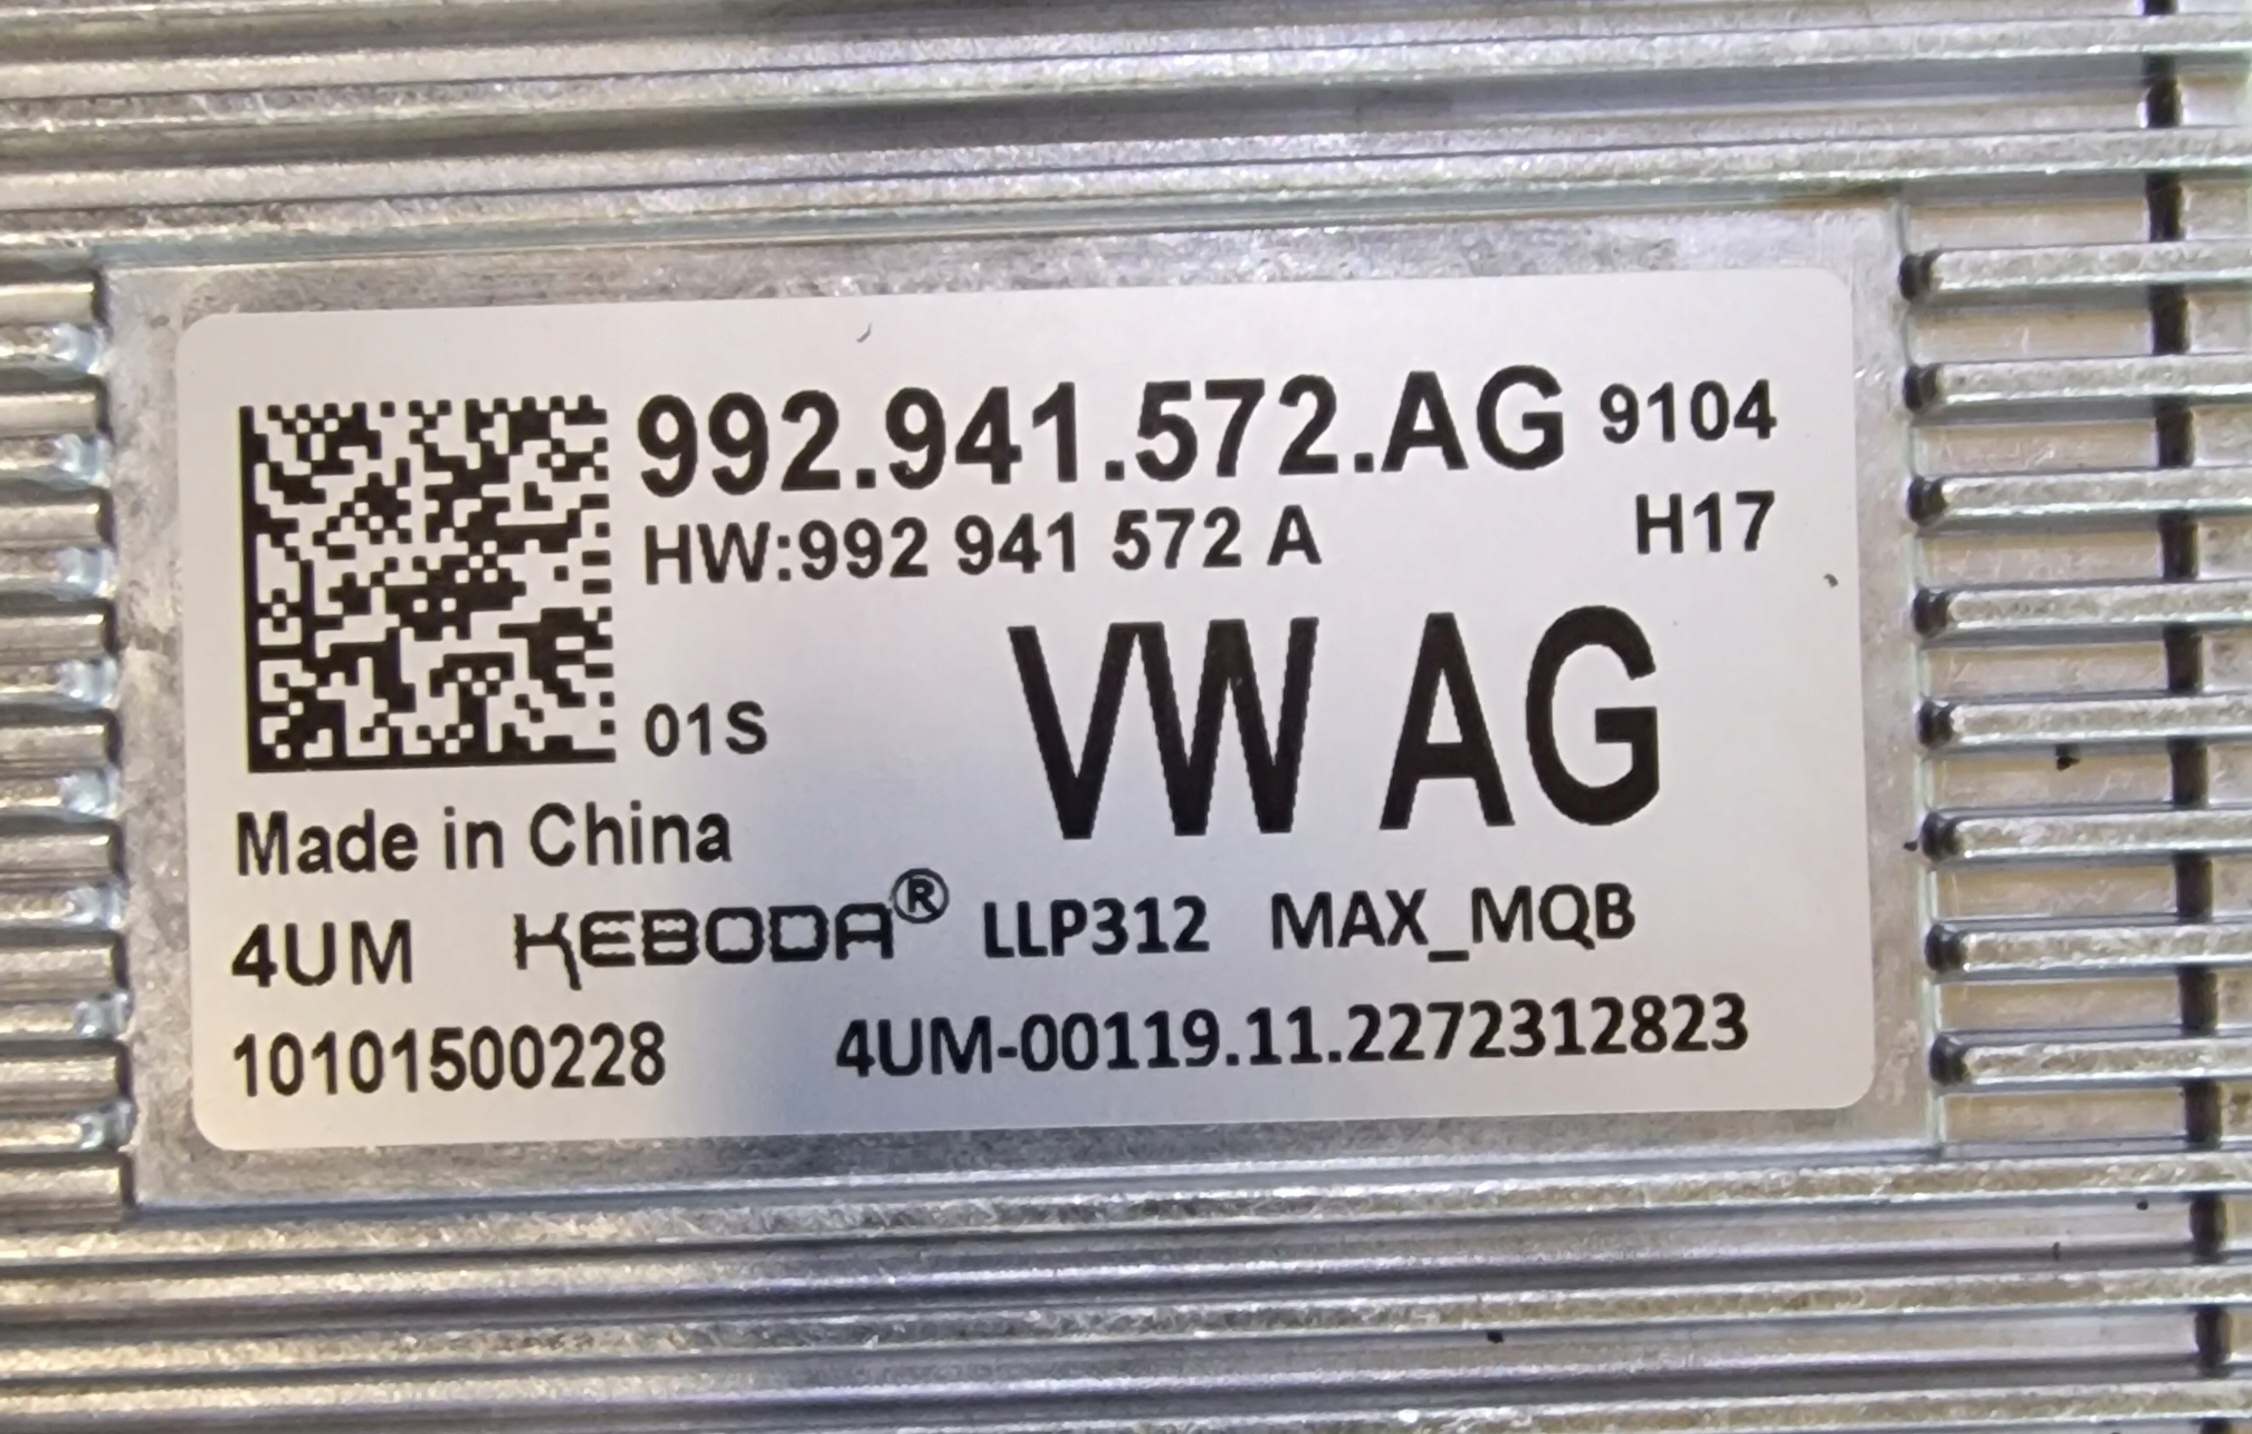 992.941.572.AG 9104
HW:992 941 572 A H17
VW AG
01S
Made in China
4UM KEBODA® LLP312 MAX_MQB
10101500228 4UM-00119.11.2272312823